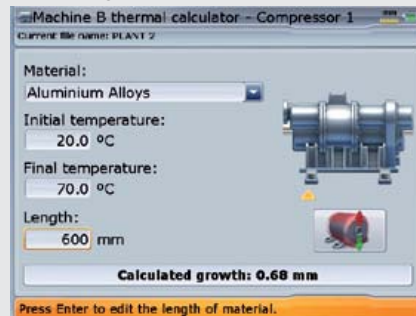 Machine B thermal calculator - Compressor 1
Current file name: PLANT 2
Material:
Aluminium Alloys
Initial temperature:
20.0 ºC
Final temperature:
70.0 ºC
Length:
600 mm
Calculated growth: 0.68 mm
Press Enter to edit the length of material.